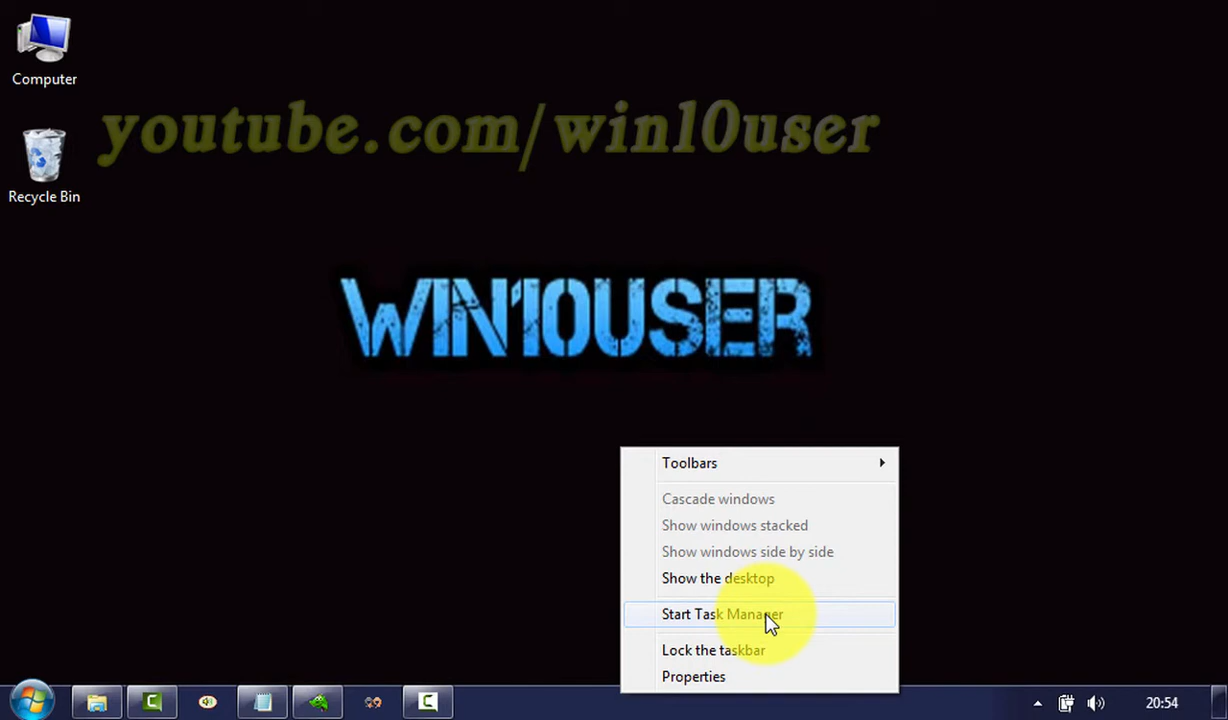 Computer
youtube.com/win10user
Recycle Bin
WIN10USER
Toolbars
Cascade windows
Show windows stacked
Show windows side by side
Show the desktop
Start Task Manager
Lock the taskbar
Properties
20:54